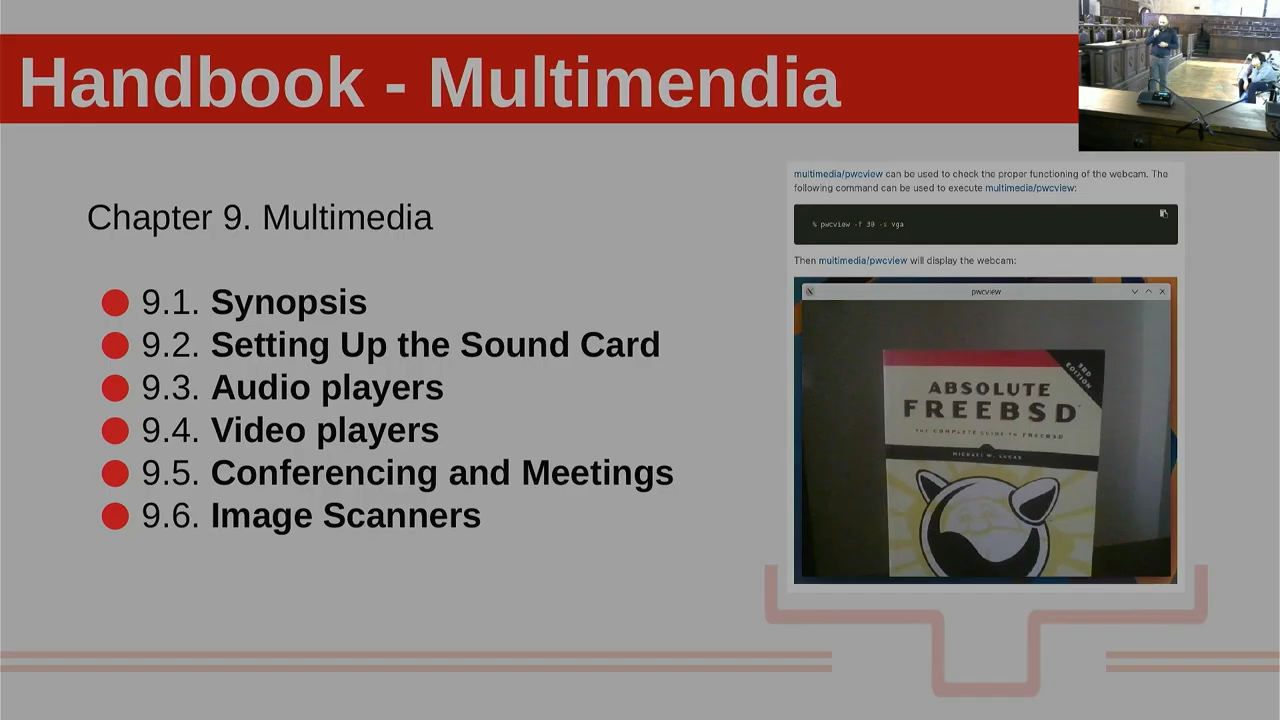 Handbook - Multimendia
Chapter 9. Multimedia
9.1. Synopsis
9.2. Setting Up the Sound Card
9.3. Audio players
9.4. Video players
9.5. Conferencing and Meetings
9.6. Image Scanners
multimedia/pwcview can be used to check the proper functioning of the webcam. The
following command can be used to execute multimedia/pwcview:
% pwcview -f 30 -s vga
Then multimedia/pwcview will display the webcam:
pwcview
3RD
EDITION
ABSOLUTE
FREEBSD
THE COMPLETE GUIDE TO FREEBSD
MICHAEL W. LUCAS